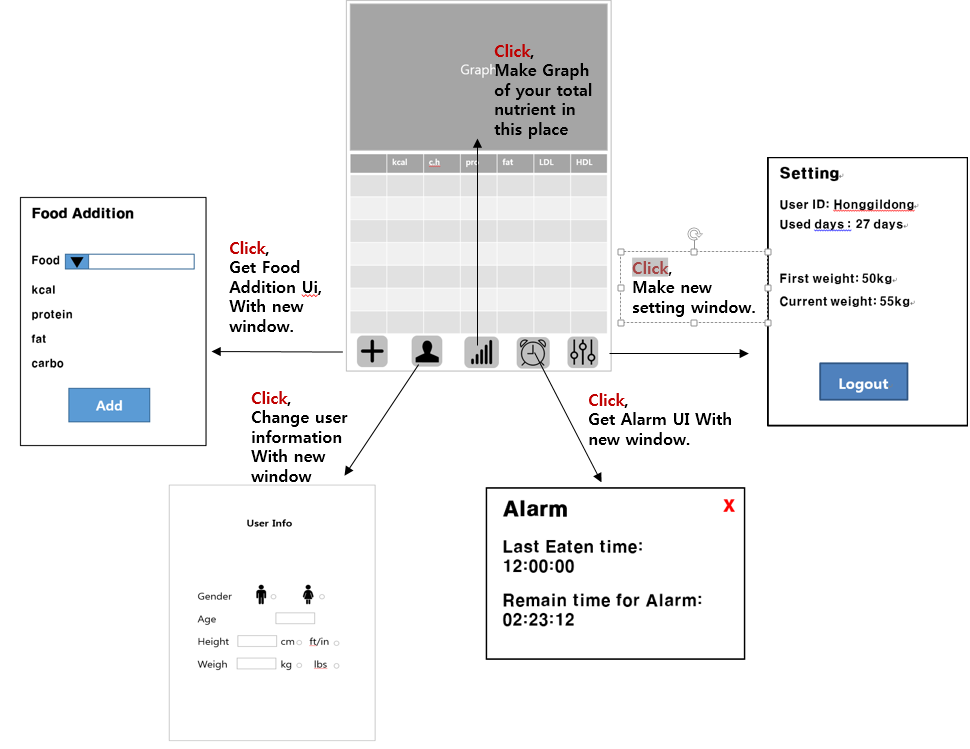 Click,
Graph
Make Graph
of your total
nutrient in
this place
kcal c.h pro fat LDL HDL
Food Addition
Food
kcal
protein
fat
carbo
Add
Click,
Get Food
Addition Ui,
With new
window.
Click,
Make new
setting window.
Setting
User ID: Honggildong
Used days : 27 days
First weight: 50kg
Current weight: 55kg
Logout
Click,
Change user
information
With new
window
Click,
Get Alarm UI With
new window.
User Info
Gender
Age
Height cm ft/in
Weigh kg lbs
Alarm X
Last Eaten time:
12:00:00
Remain time for Alarm:
02:23:12